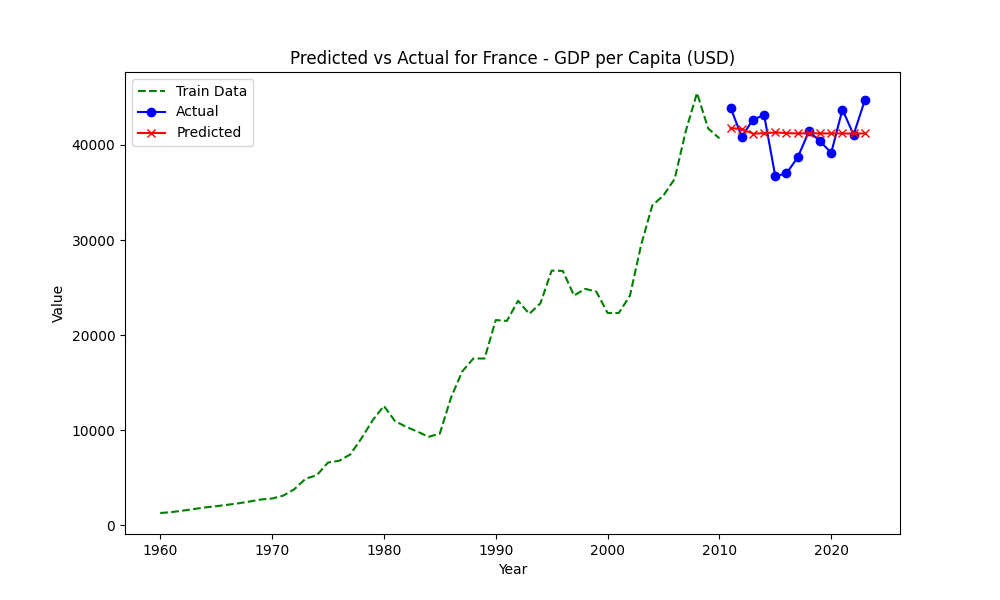 Predicted vs Actual for France - GDP per Capita (USD)
Train Data
Actual
Predicted
Value
40000
30000
20000
10000
0
1960 1970 1980 1990 2000 2010 2020
Year